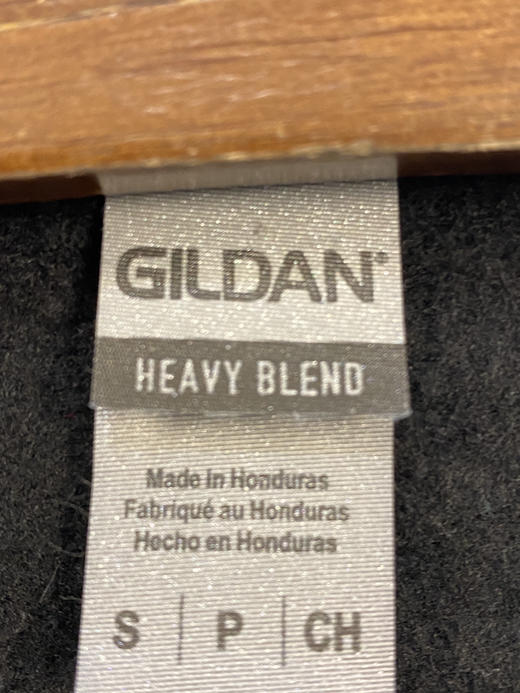 GILDAN®
HEAVY BLEND
Made in Honduras
Fabriqué au Honduras
Hecho en Honduras
S | P | CH